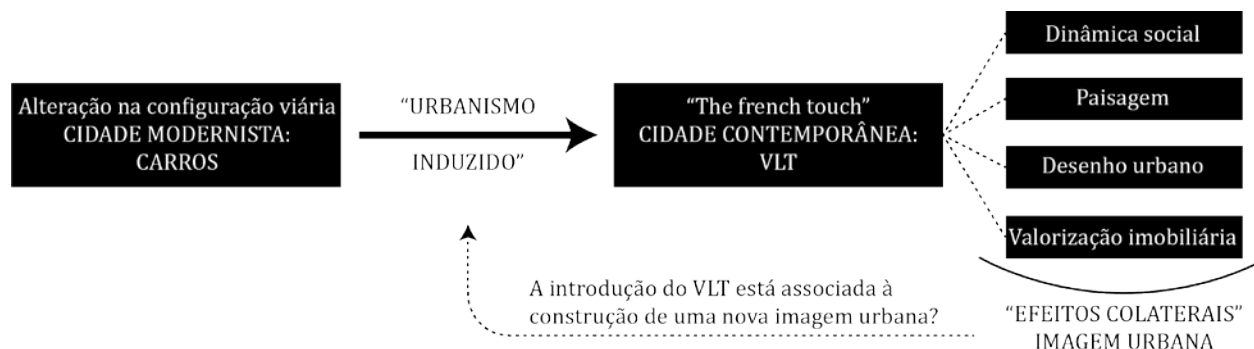 Alteração na configuração viária
CIDADE MODERNISTA:
CARROS
“URBANISMO
INDUZIDO”
“The french touch”
CIDADE CONTEMPORÂNEA:
VLT
Dinâmica social
Paisagem
Desenho urbano
Valorização imobiliária
A introdução do VLT está associada à
construção de uma nova imagem urbana?
“EFEITOS COLATERAIS”
IMAGEM URBANA